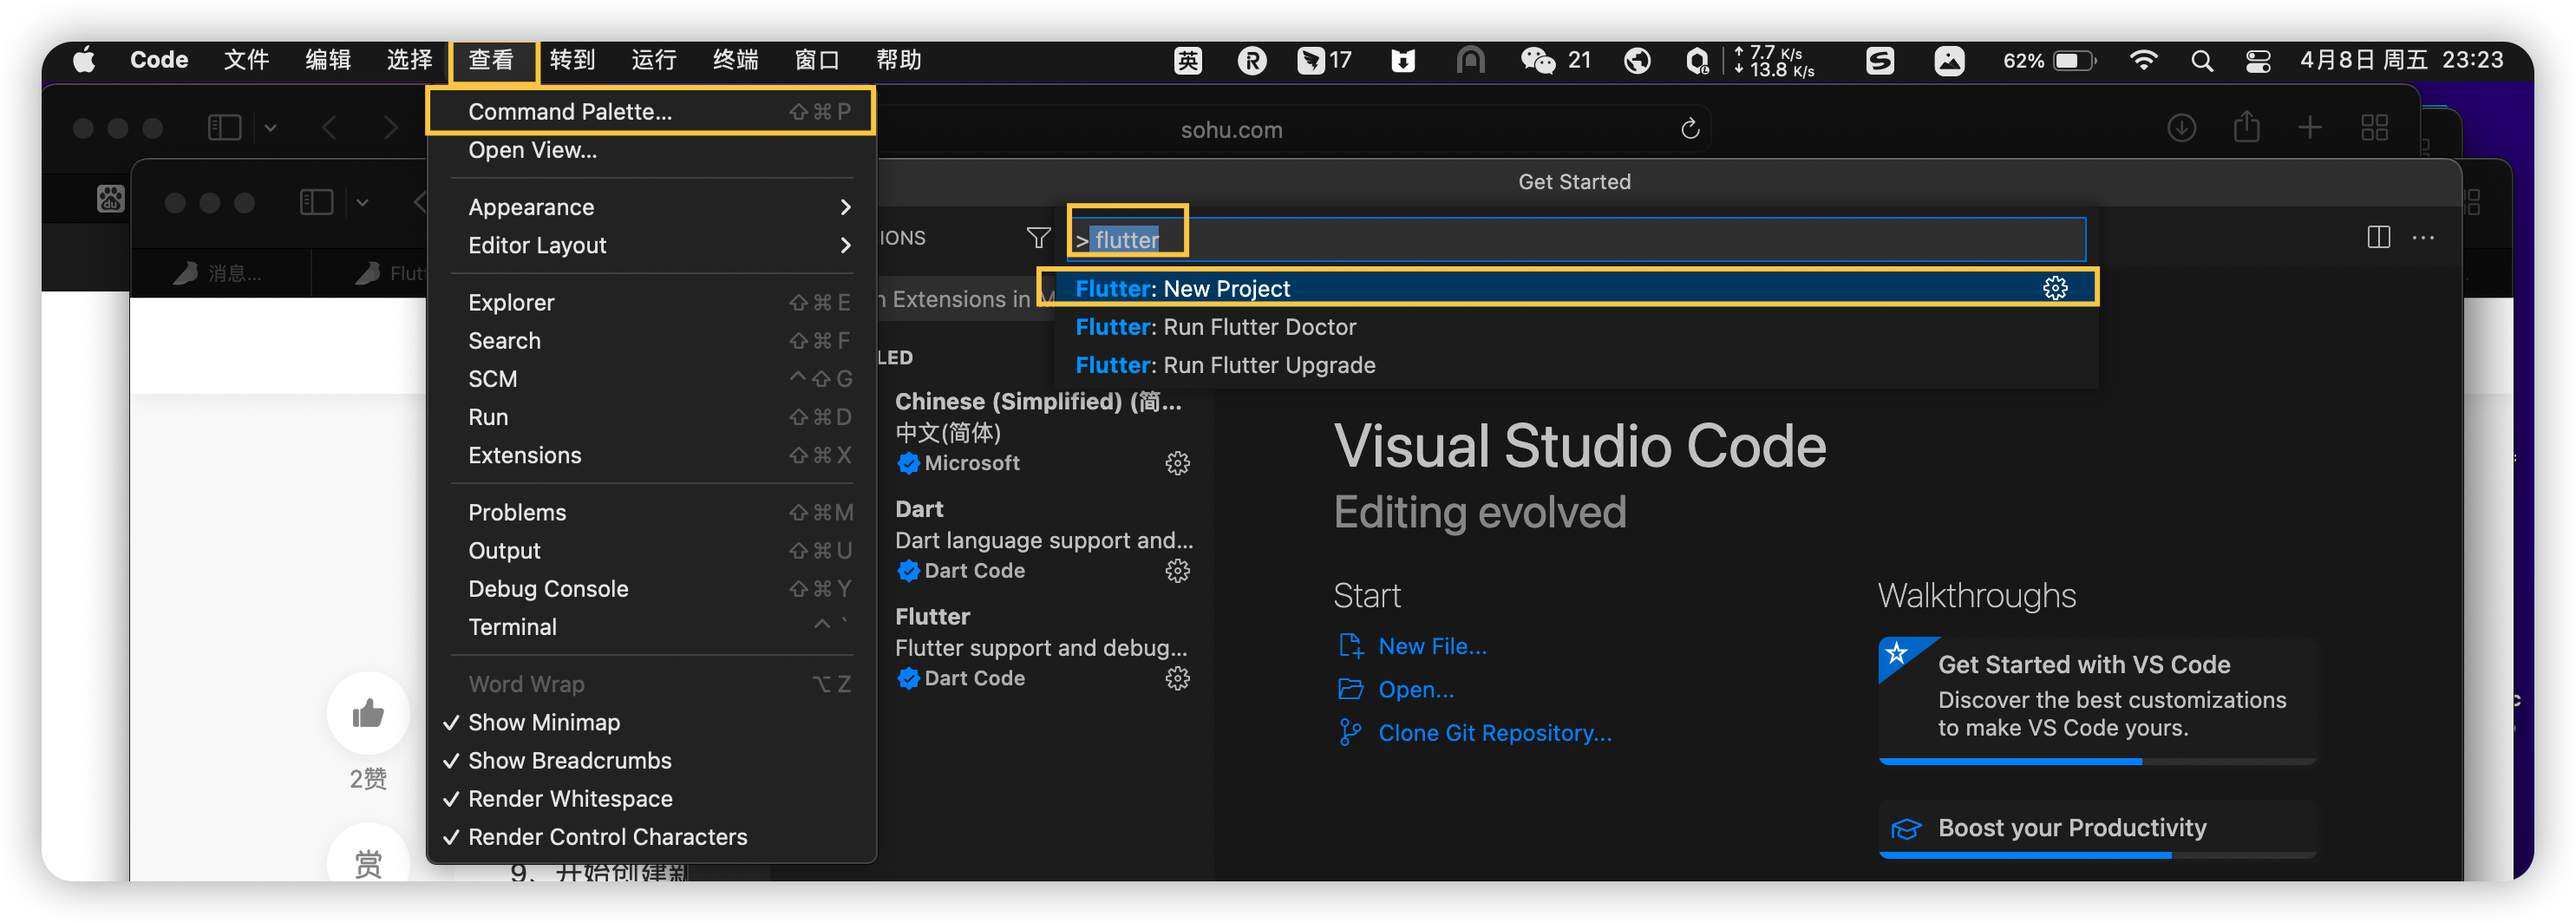 Code 文件 编辑 选择 查看 转到 运行 终端 窗口 帮助 英 R 17 21 7.7 K/s 13.8 K/s S 62% 4月8日 周五 23:23
sohu.com
Get Started
du
消息... Flut
Command Palette... ⇧⌘P
Open View...
Appearance
Editor Layout
Explorer ⇧⌘E
Search ⇧⌘F
SCM ^⇧G
Run ⇧⌘D
Extensions ⇧⌘X
Problems ⇧⌘M
Output ⇧⌘U
Debug Console ⇧⌘Y
Terminal ^`
Word Wrap ⌥Z
✓ Show Minimap
✓ Show Breadcrumbs
✓ Render Whitespace
✓ Render Control Characters
2赞
赏
9、开始创建新
IONS
n Extensions in M
LED
Chinese (Simplified) (简...
中文(简体)
Microsoft
Dart
Dart language support and...
Dart Code
Flutter
Flutter support and debug...
Dart Code
> flutter
Flutter: New Project
Flutter: Run Flutter Doctor
Flutter: Run Flutter Upgrade
Visual Studio Code
Editing evolved
Start
New File...
Open...
Clone Git Repository...
Walkthroughs
Get Started with VS Code
Discover the best customizations
to make VS Code yours.
Boost your Productivity